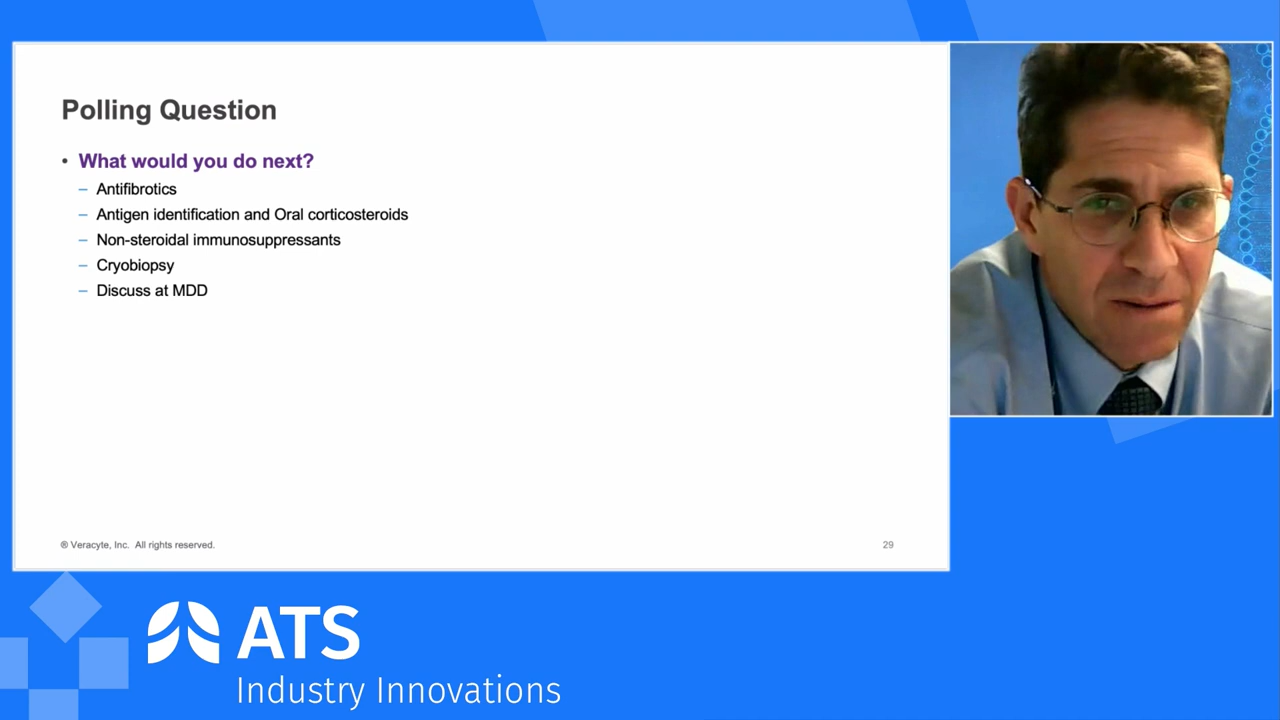 Polling Question
• What would you do next?
– Antifibrotics
– Antigen identification and Oral corticosteroids
– Non-steroidal immunosuppressants
– Cryobiopsy
– Discuss at MDD
® Veracyte, Inc. All rights reserved.
29
ATS
Industry Innovations